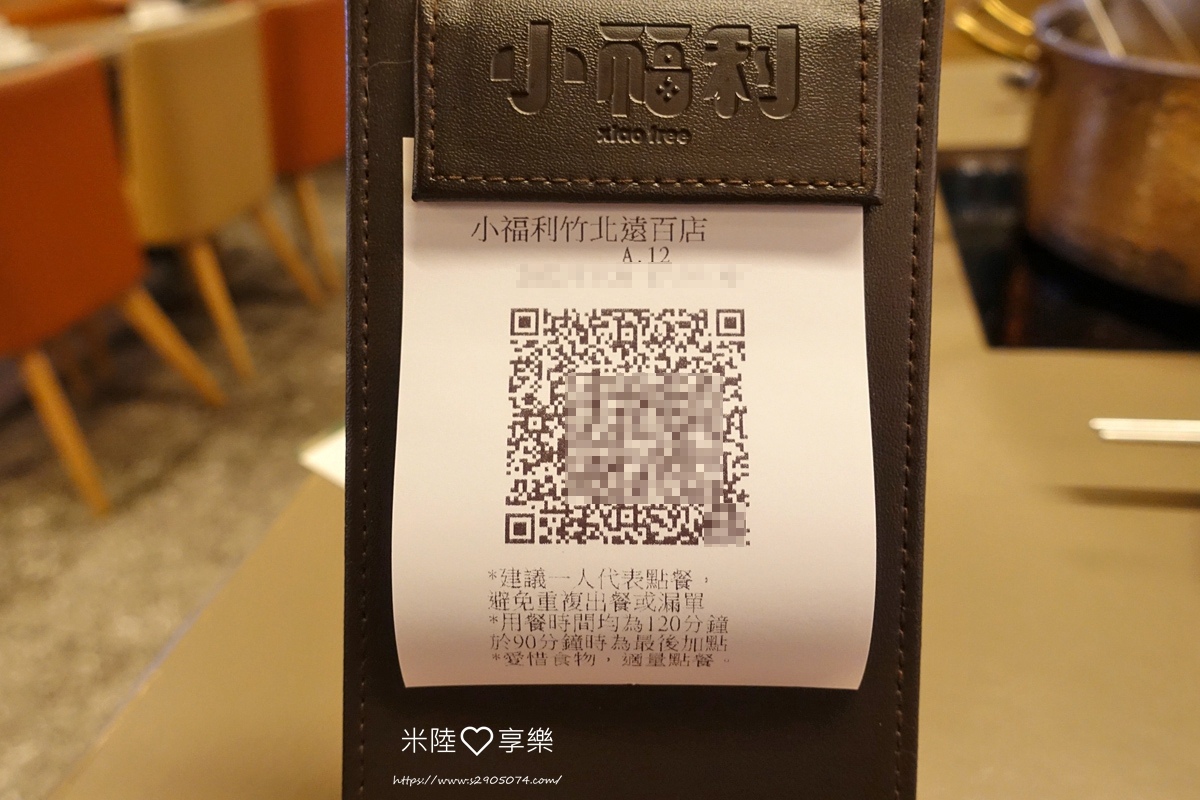 小福利
xiao free
小福利竹北遠百店
A.12
*建議一人代表點餐,
避免重複出餐或漏單
*用餐時間均為120分鐘
於90分鐘時為最後加點
*愛惜食物,適量點餐。
米陸♡享樂
https://www.s2905074.com/